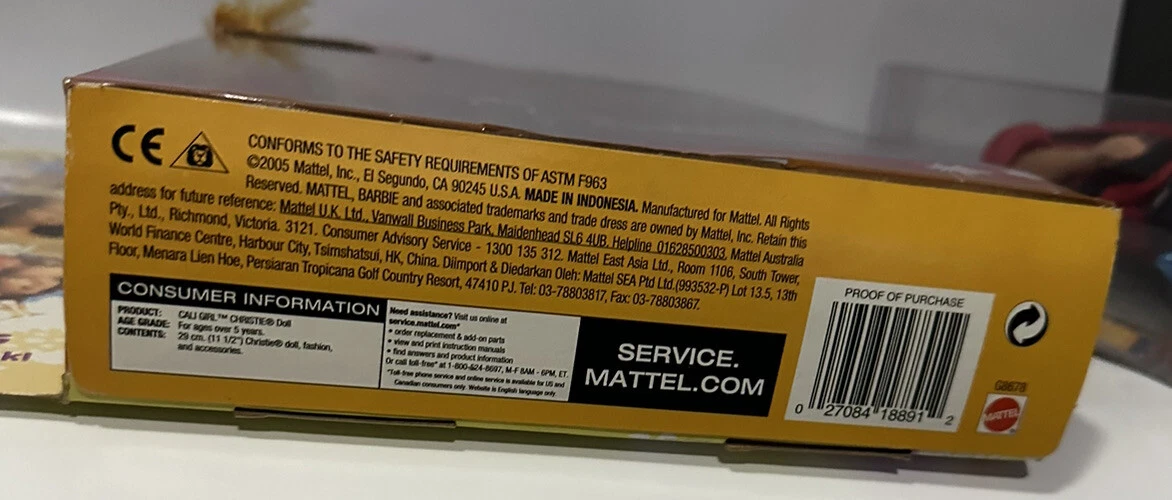 CE
CONFORMS TO THE SAFETY REQUIREMENTS OF ASTM F963
©2005 Mattel, Inc., El Segundo, CA 90245 U.S.A. MADE IN INDONESIA. Manufactured for Mattel. All Rights
Reserved. MATTEL, BARBIE and associated trademarks and trade dress are owned by Mattel, Inc. Retain this
address for future reference: Mattel U.K. Ltd., Vanwall Business Park, Maidenhead SL6 4UB. Helpline 01628500303. Mattel Australia
Pty., Ltd., Richmond, Victoria. 3121. Consumer Advisory Service - 1300 135 312. Mattel East Asia Ltd., Room 1106, South Tower,
World Finance Centre, Harbour City, Tsimshatsui, HK, China. Diimport & Diedarkan Oleh: Mattel SEA Ptd Ltd.(993532-P) Lot 13.5, 13th
Floor, Menara Lien Hoe, Persiaran Tropicana Golf Country Resort, 47410 PJ. Tel: 03-78803817, Fax: 03-78803867.
CONSUMER INFORMATION
PRODUCT: CALI GIRL™ CHRISTIE® Doll
AGE GRADE: For ages over 5 years.
CONTENTS: 29 cm. (11 1/2") Christie® doll, fashion,
and accessories.
Need assistance? Visit us online at
service.mattel.com*
• order replacement & add-on parts
• view and print instruction manuals
• find answers and product information
Or call toll-free* at 1-800-524-8697, M-F 8AM - 6PM, ET.
*Toll-free phone service and online service is available for US and
Canadian consumers only. Website is English language only.
SERVICE.
MATTEL.COM
PROOF OF PURCHASE
0 27084 18891 2
G8678
MATTEL